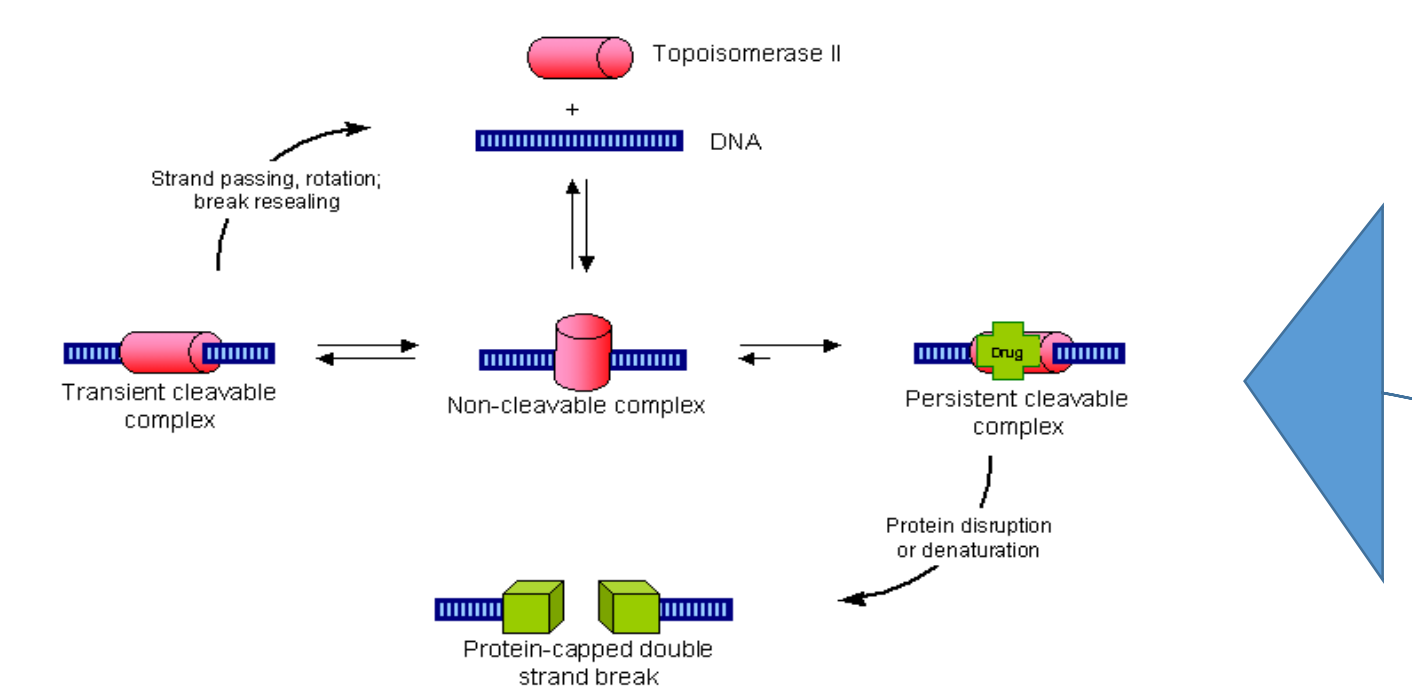 Topoisomerase II
+
DNA
Strand passing, rotation;
break resealing
Transient cleavable
complex
Non-cleavable complex
Drug
Persistent cleavable
complex
Protein disruption
or denaturation
Protein-capped double
strand break